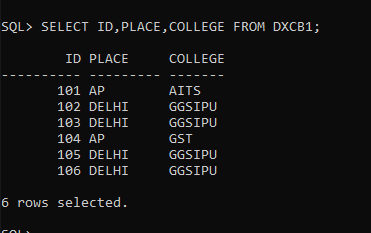 SQL> SELECT ID,PLACE,COLLEGE FROM DXCB1;
        ID PLACE     COLLEGE
---------- --------- -------
       101 AP        AITS
       102 DELHI     GGSIPU
       103 DELHI     GGSIPU
       104 AP        GST
       105 DELHI     GGSIPU
       106 DELHI     GGSIPU
6 rows selected.
SQL>